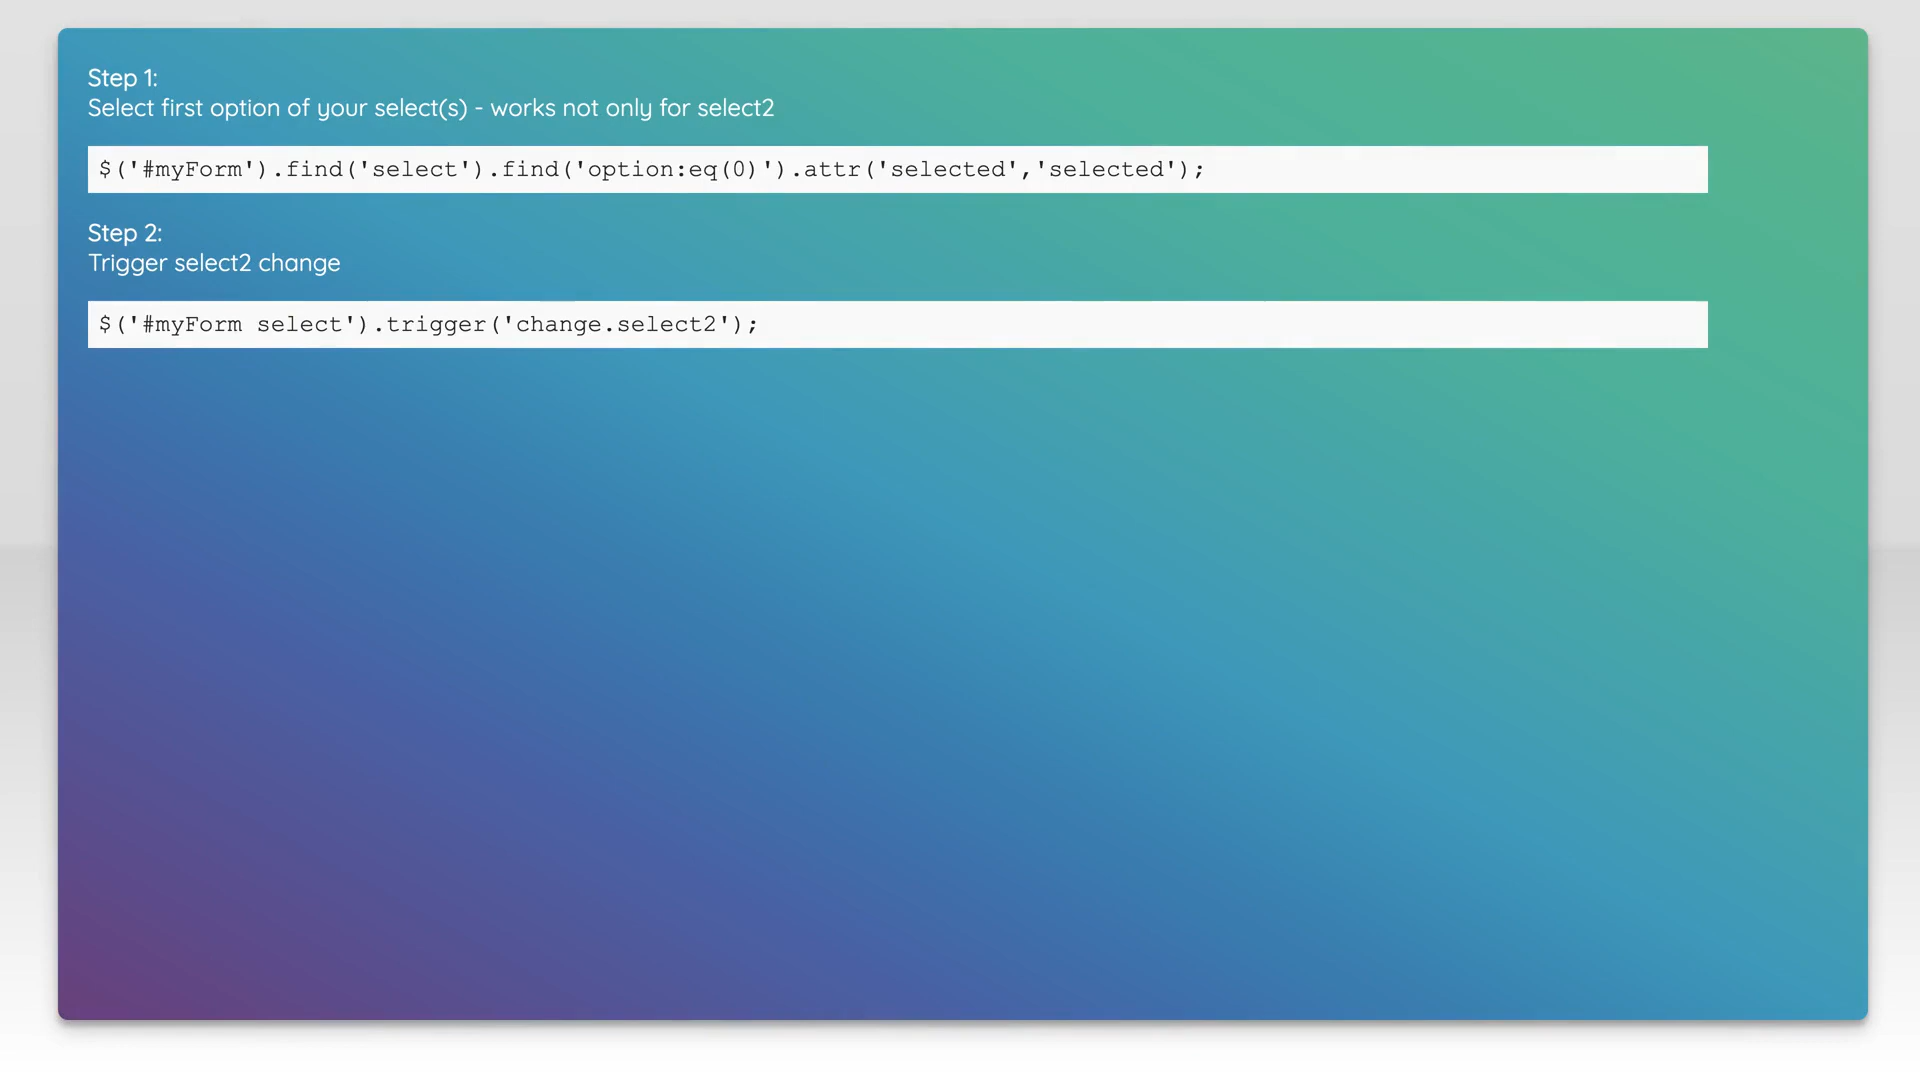 Step 1:
Select first option of your select(s) - works not only for select2
$('#myForm').find('select').find('option:eq(0)').attr('selected','selected');
Step 2:
Trigger select2 change
$('#myForm select').trigger('change.select2');